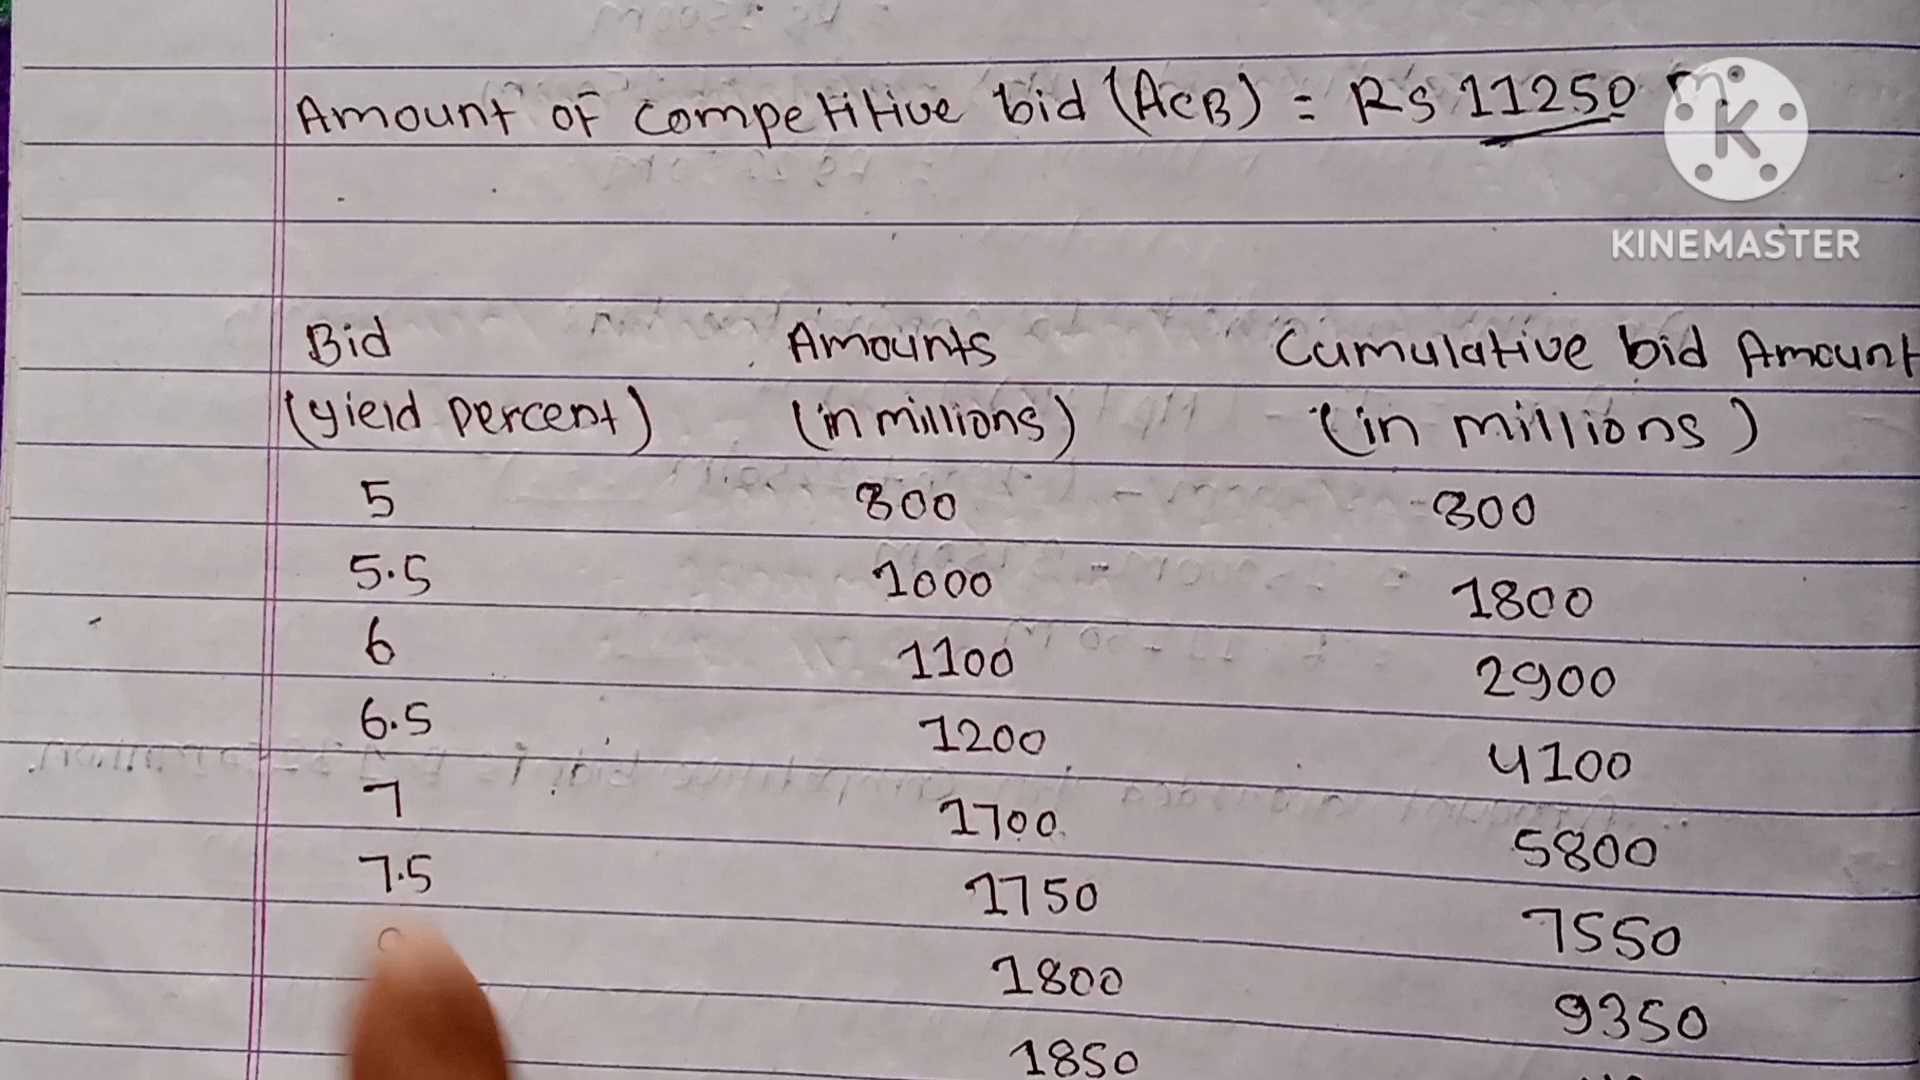 Amount of competitive bid (ACB) = Rs 11250 m.
K
KINEMASTER
Bid Amounts Cumulative bid Amount
(yield percent) (in millions) (in millions)
5 800 800
5.5 1000 1800
6 1100 2900
6.5 1200 4100
7 1700 5800
7.5 1750 7550
1800 9350
1850